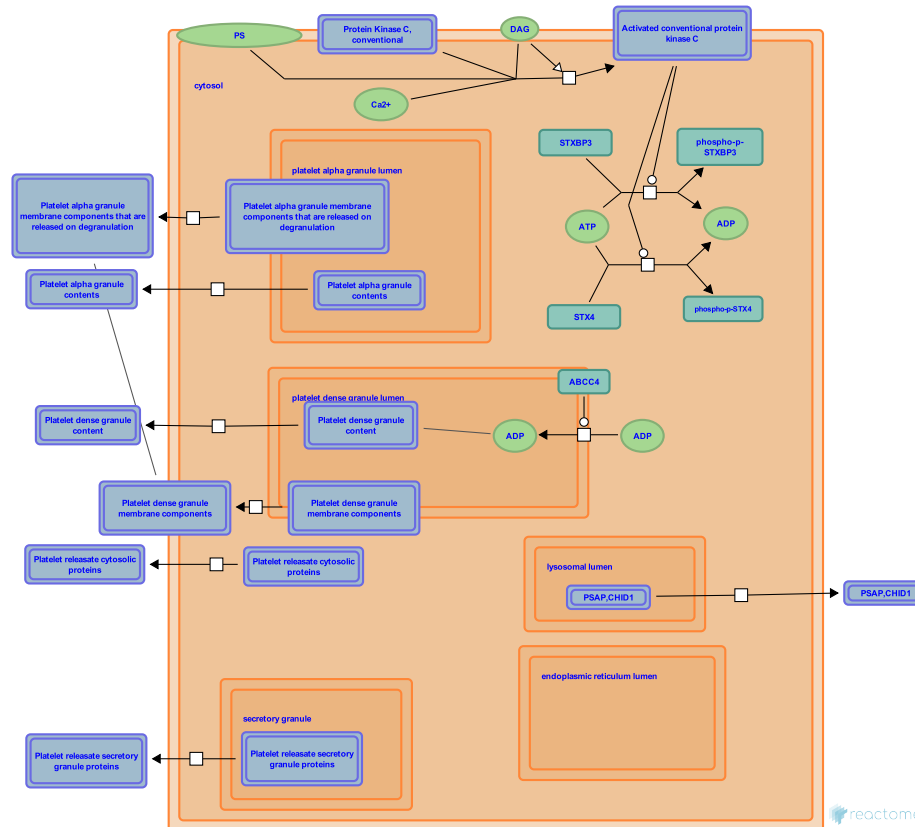 PS
Protein Kinase C,
conventional
DAG
Activated conventional protein
kinase C
cytosol
Ca2+
STXBP3
phospho-p-
STXBP3
platelet alpha granule lumen
Platelet alpha granule
membrane components that are
released on degranulation
Platelet alpha granule membrane
components that are released on
degranulation
ATP
ADP
Platelet alpha granule
contents
Platelet alpha granule
contents
STX4
phospho-p-STX4
ABCC4
platelet dense granule lumen
Platelet dense granule
content
Platelet dense granule
content
ADP
ADP
Platelet dense granule
membrane components
Platelet dense granule
membrane components
Platelet releasate cytosolic
proteins
Platelet releasate cytosolic
proteins
lysosomal lumen
PSAP,CHID1
PSAP,CHID1
endoplasmic reticulum lumen
secretory granule
Platelet releasate secretory
granule proteins
Platelet releasate secretory
granule proteins